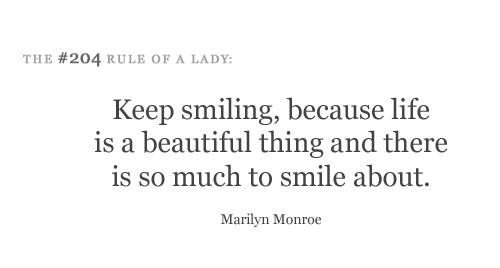 THE #204 RULE OF A LADY:
Keep smiling, because life
is a beautiful thing and there
is so much to smile about.
Marilyn Monroe